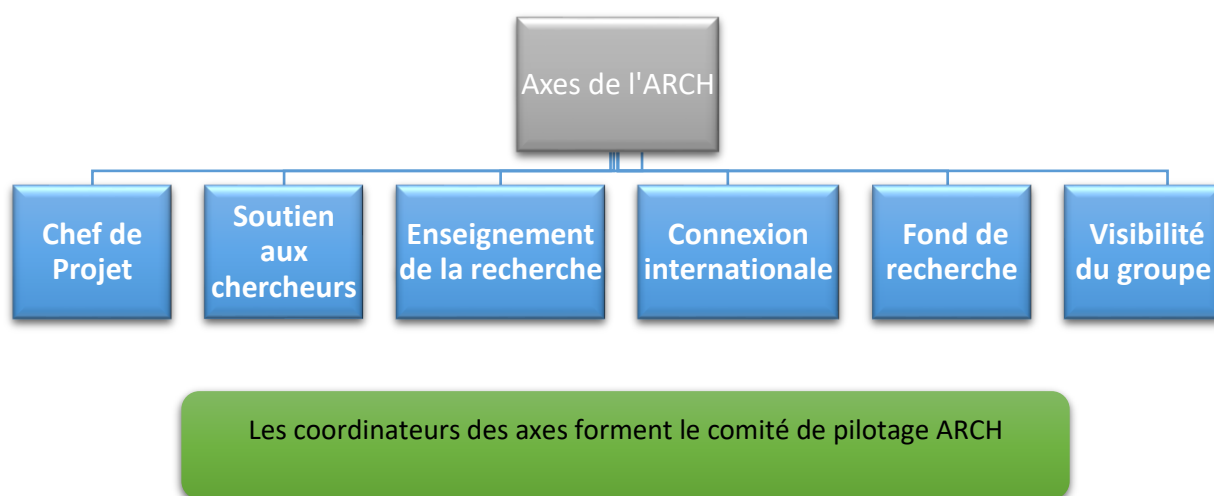 Axes de l'ARCH
Chef de
Projet
Soutien
aux
chercheurs
Enseignement
de la recherche
Connexion
internationale
Fond de
recherche
Visibilité
du groupe
Les coordinateurs des axes forment le comité de pilotage ARCH